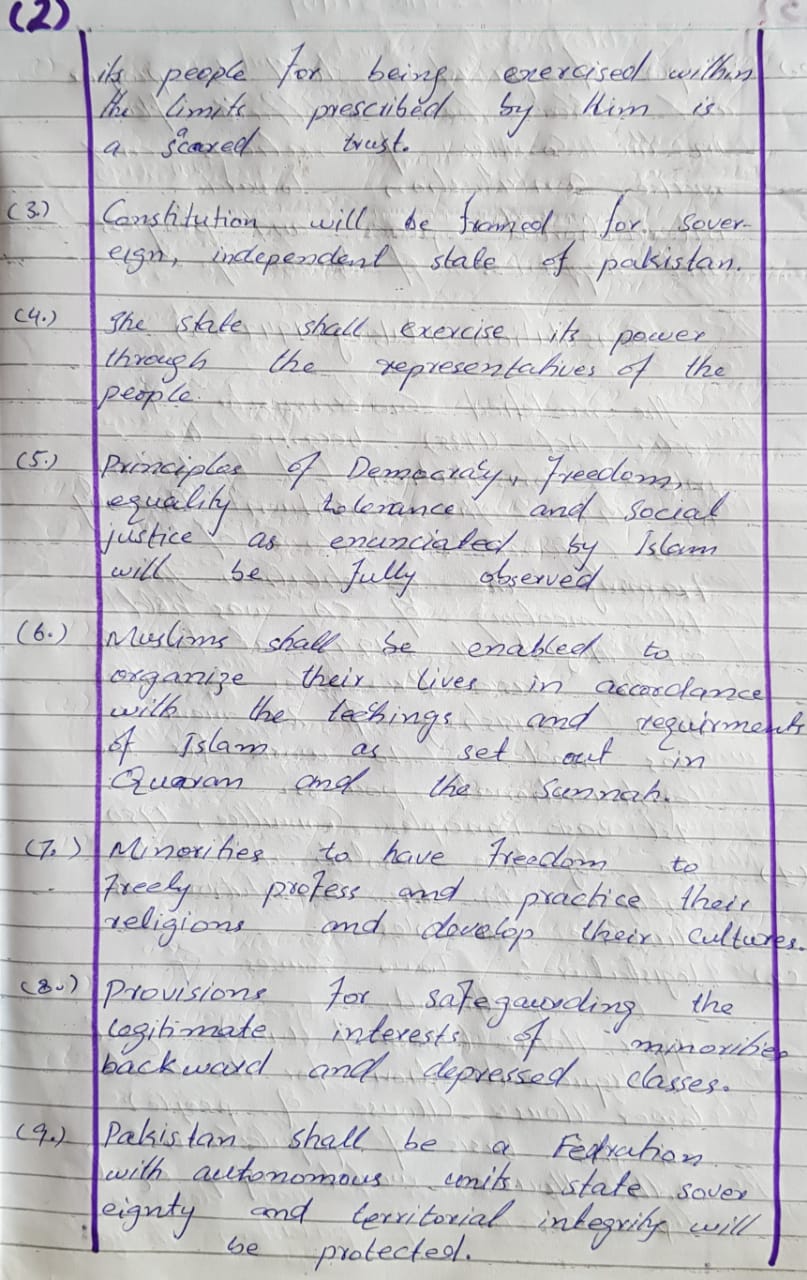 (2)
its people for being exercised within
the limits prescribed by Him is
a scared trust.
(3.) Constitution will be framed for sover-
eign, independent state of pakistan.
(4.) The state shall exercise its power
through the representatives of the
people.
(5.) Principles of Democracy, Freedom,
equality tolerance and Social
justice as enunciated by Islam
will be fully observed
(6.) Muslims shall be enabled to
organize their lives in accordance
with the teachings and requirments
of Islam as set out in
Quaran and the Sunnah.
(7.) Minorities to have Freedom to
Freely profess and practice their
religions and develop their cultures.
(8.) Provisions for safegaurding the
legitimate interests of minorities
backward and depressed classes.
(9.) Pakistan shall be a Fedration
with autonomous units state sover
eignty and territorial integrity will
be protected.